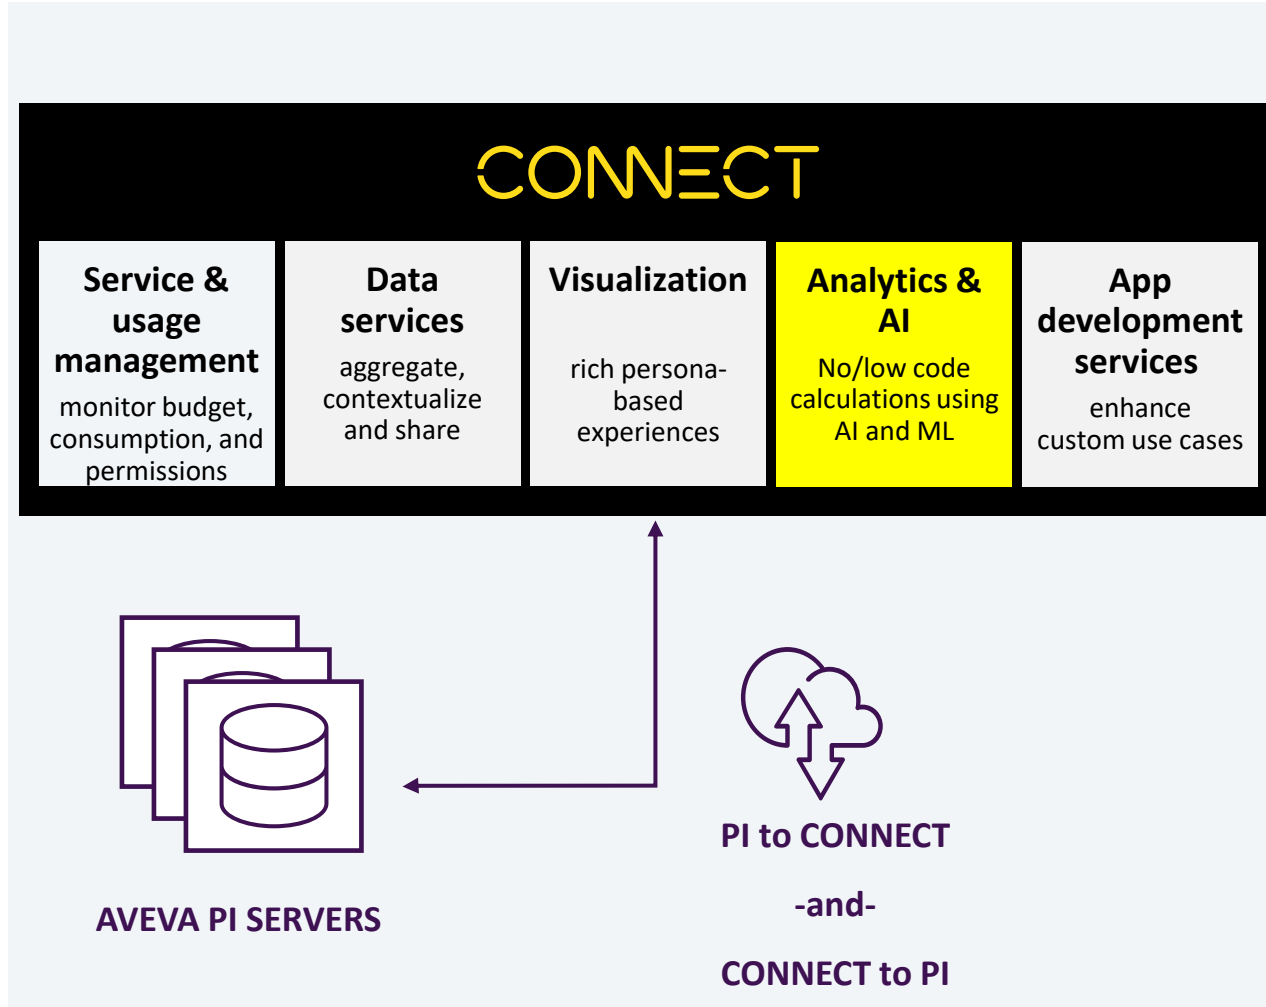 CONNECT
Service &
usage
management
monitor budget,
consumption, and
permissions
Data
services
aggregate,
contextualize
and share
Visualization
rich persona-
based
experiences
Analytics &
AI
No/low code
calculations using
AI and ML
App
development
services
enhance
custom use cases
AVEVA PI SERVERS
PI to CONNECT
-and-
CONNECT to PI